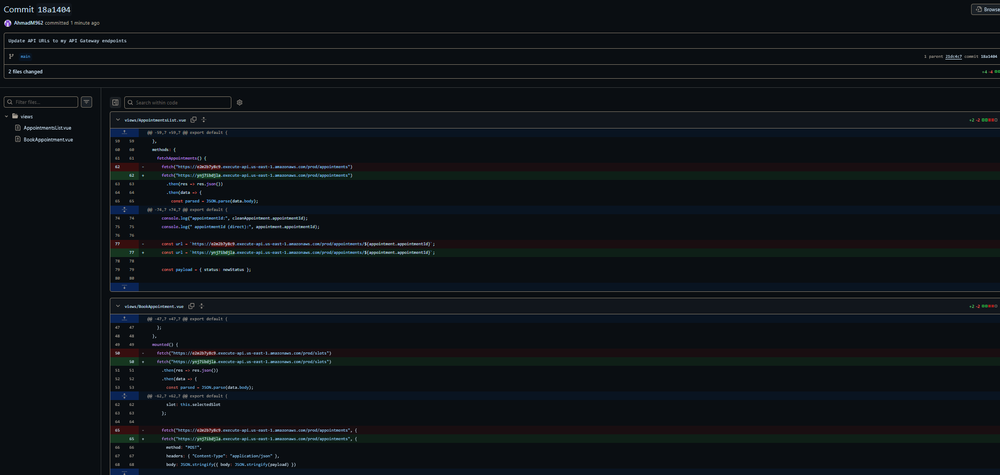 Commit 18a1404
Browse
AhmadM962 committed 1 minute ago
Update API URLs to my API Gateway endpoints
main
1 parent 21dc4c7 commit 18a1404
2 files changed
+4 -4
Filter files...
Search within code
views
AppointmentsList.vue
BookAppointment.vue
views/AppointmentsList.vue
+2 -2
@@ -59,7 +59,7 @@ export default {
59 59 },
60 60 methods: {
61 61 fetchAppointments() {
62 - fetch("https://e2m2b7y8c9.execute-api.us-east-1.amazonaws.com/prod/appointments")
62 + fetch("https://ynj7ibdjla.execute-api.us-east-1.amazonaws.com/prod/appointments")
63 63 .then(res => res.json())
64 64 .then(data => {
65 65 const parsed = JSON.parse(data.body);
@@ -74,7 +74,7 @@ export default {
74 74 console.log("appointmentId:", cleanAppointment.appointmentId);
75 75 console.log(" appointmentId (direct):", appointment.appointmentId);
76 76
77 - const url = `https://e2m2b7y8c9.execute-api.us-east-1.amazonaws.com/prod/appointments/${appointment.appointmentId}`;
77 + const url = `https://ynj7ibdjla.execute-api.us-east-1.amazonaws.com/prod/appointments/${appointment.appointmentId}`;
78 78
79 79 const payload = { status: newStatus };
80 80
views/BookAppointment.vue
+2 -2
@@ -47,7 +47,7 @@ export default {
47 47 };
48 48 },
49 49 mounted() {
50 - fetch("https://e2m2b7y8c9.execute-api.us-east-1.amazonaws.com/prod/slots")
50 + fetch("https://ynj7ibdjla.execute-api.us-east-1.amazonaws.com/prod/slots")
51 51 .then(res => res.json())
52 52 .then(data => {
53 53 const parsed = JSON.parse(data.body);
@@ -62,7 +62,7 @@ export default {
62 62 slot: this.selectedSlot
63 63 };
64 64
65 - fetch("https://e2m2b7y8c9.execute-api.us-east-1.amazonaws.com/prod/appointments", {
65 + fetch("https://ynj7ibdjla.execute-api.us-east-1.amazonaws.com/prod/appointments", {
66 66 method: "POST",
67 67 headers: { "Content-Type": "application/json" },
68 68 body: JSON.stringify({ body: JSON.stringify(payload) })